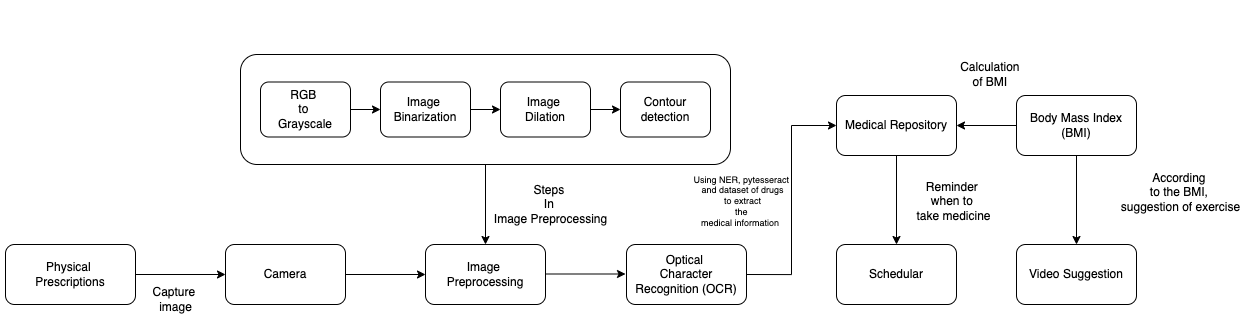 RGB
to
Grayscale
Image
Binarization
Image
Dilation
Contour
detection
Calculation
of BMI
Medical Repository
Body Mass Index
(BMI)
Using NER, pytesseract
and dataset of drugs
to extract
the
medical information
Steps
In
Image Preprocessing
Reminder
when to
take medicine
According
to the BMI,
suggestion of exercise
Physical
Prescriptions
Capture
image
Camera
Image
Preprocessing
Optical
Character
Recognition (OCR)
Schedular
Video Suggestion